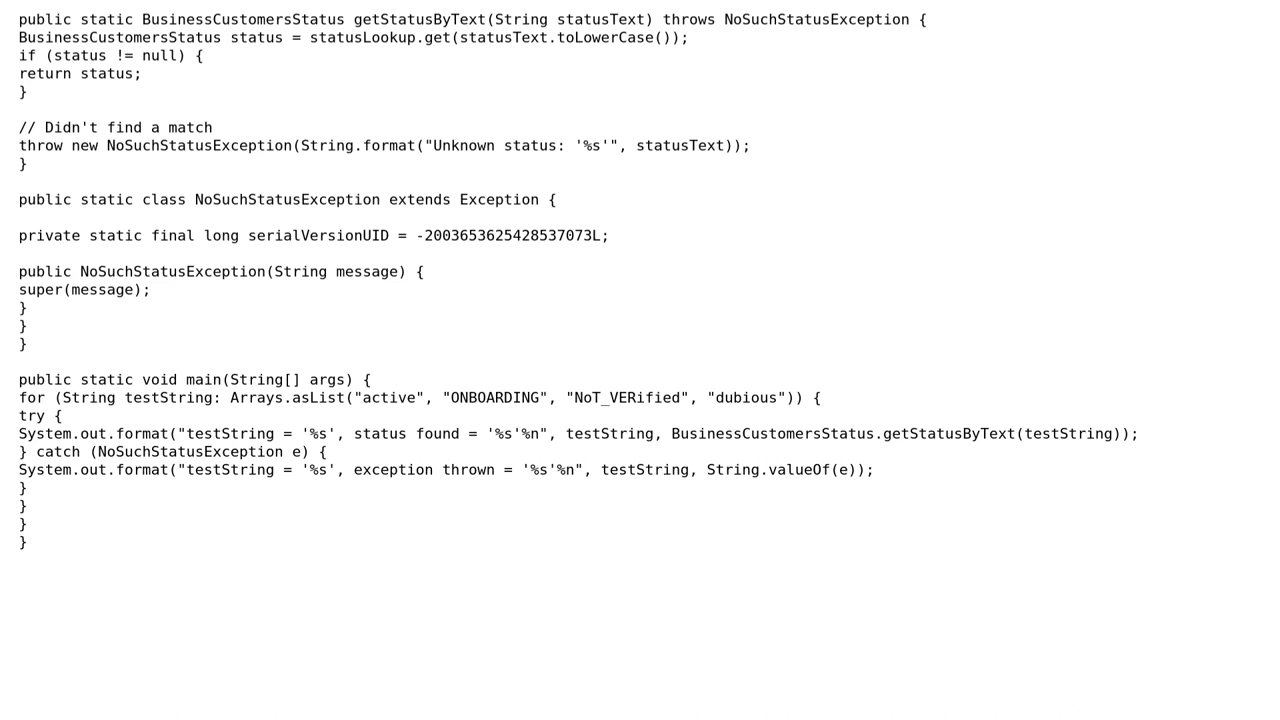 public static BusinessCustomersStatus getStatusByText(String statusText) throws NoSuchStatusException {
BusinessCustomersStatus status = statusLookup.get(statusText.toLowerCase());
if (status != null) {
return status;
}

// Didn't find a match
throw new NoSuchStatusException(String.format("Unknown status: '%s'", statusText));
}

public static class NoSuchStatusException extends Exception {

private static final long serialVersionUID = -2003653625428537073L;

public NoSuchStatusException(String message) {
super(message);
}
}
}

public static void main(String[] args) {
for (String testString: Arrays.asList("active", "ONBOARDING", "NoT_VERified", "dubious")) {
try {
System.out.format("testString = '%s', status found = '%s'%n", testString, BusinessCustomersStatus.getStatusByText(testString));
} catch (NoSuchStatusException e) {
System.out.format("testString = '%s', exception thrown = '%s'%n", testString, String.valueOf(e));
}
}
}
}